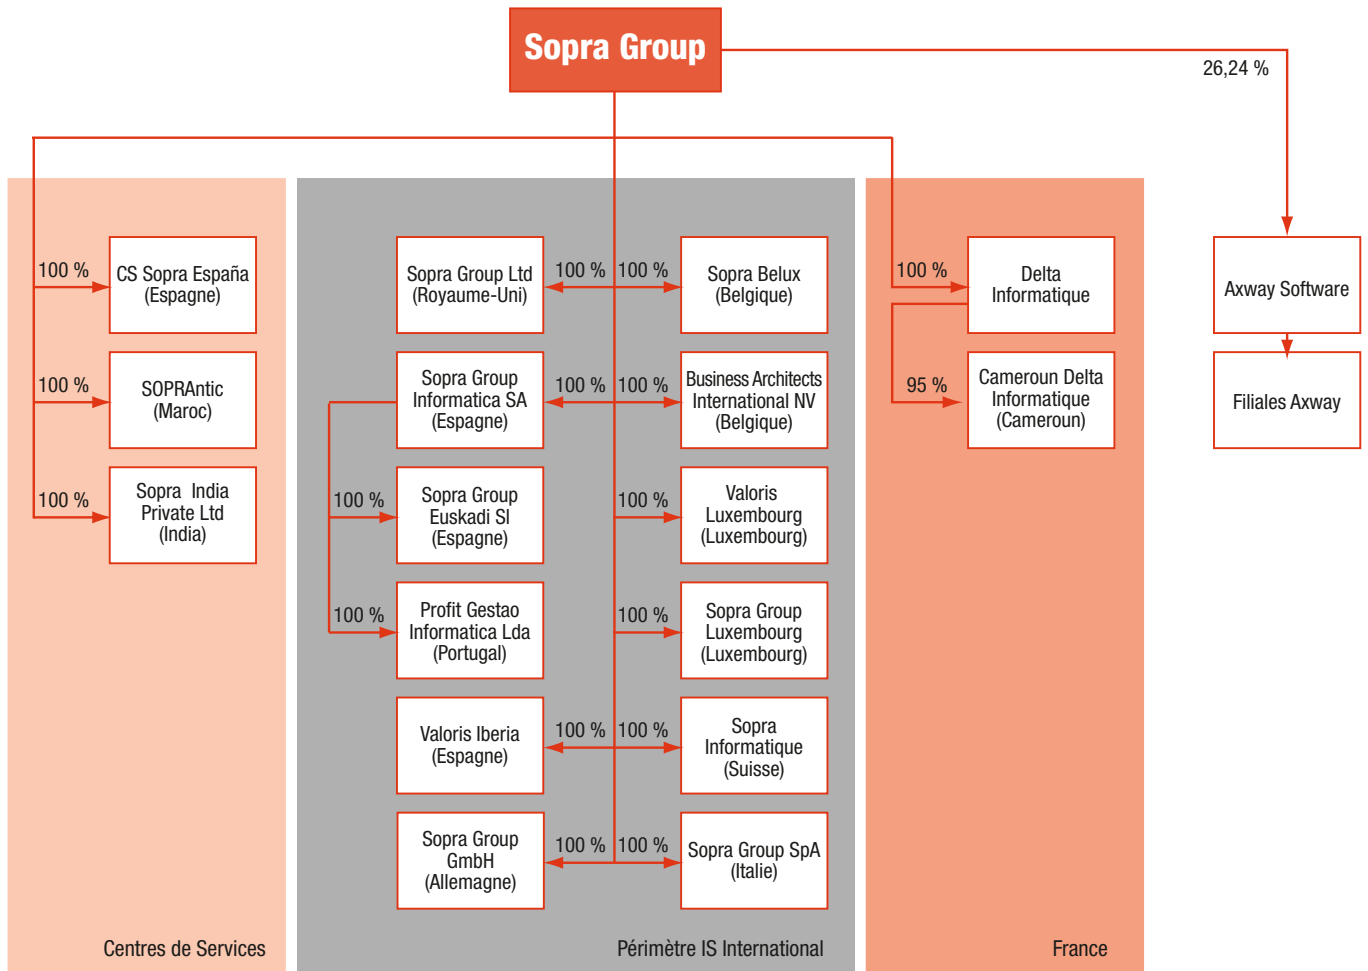 Sopra Group
26,24 %
100 %
CS Sopra España
(Espagne)
100 %
SOPRAntic
(Maroc)
100 %
Sopra India
Private Ltd
(India)
Centres de Services
Sopra Group Ltd
(Royaume-Uni)
100 %
100 %
Sopra Belux
(Belgique)
Sopra Group
Informatica SA
(Espagne)
100 %
100 %
Business Architects
International NV
(Belgique)
100 %
Sopra Group
Euskadi Sl
(Espagne)
100 %
Valoris
Luxembourg
(Luxembourg)
100 %
Profit Gestao
Informatica Lda
(Portugal)
100 %
Sopra Group
Luxembourg
(Luxembourg)
Valoris Iberia
(Espagne)
100 %
100 %
Sopra
Informatique
(Suisse)
Sopra Group
GmbH
(Allemagne)
100 %
100 %
Sopra Group SpA
(Italie)
Périmètre IS International
100 %
Delta
Informatique
95 %
Cameroun Delta
Informatique
(Cameroun)
France
Axway Software
Filiales Axway